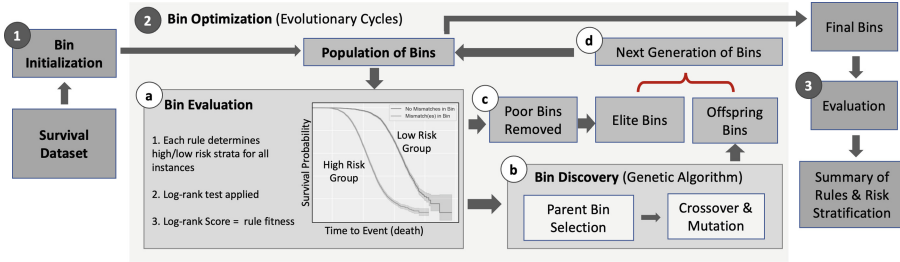 1
Bin
Initialization
Survival
Dataset
2 Bin Optimization (Evolutionary Cycles)
Population of Bins
a
Bin Evaluation
1. Each rule determines
high/low risk strata for all
instances
2. Log-rank test applied
3. Log-rank Score = rule fitness
Survival Probability
No Mismatches in Bin
Mismatch(es) in Bin
Low Risk
Group
High Risk
Group
Time to Event (death)
d
Next Generation of Bins
c
Poor Bins
Removed
Elite Bins
Offspring
Bins
b
Bin Discovery (Genetic Algorithm)
Parent Bin
Selection
Crossover &
Mutation
Final Bins
3
Evaluation
Summary of
Rules & Risk
Stratification